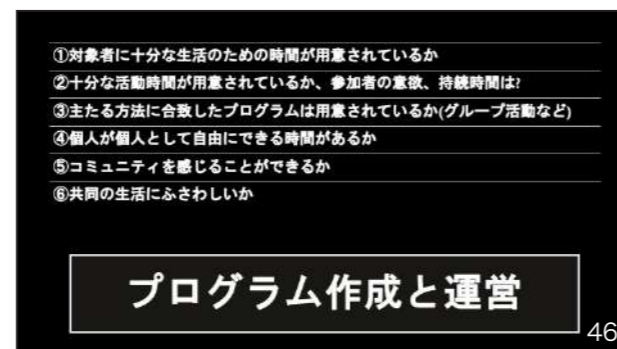 ①対象者に十分な生活のための時間が用意されているか
②十分な活動時間が用意されているか、参加者の意欲、持続時間は?
③主たる方法に合致したプログラムは用意されているか(グループ活動など)
④個人が個人として自由にできる時間があるか
⑤コミュニティを感じることができるか
⑥共同の生活にふさわしいか
プログラム作成と運営
46